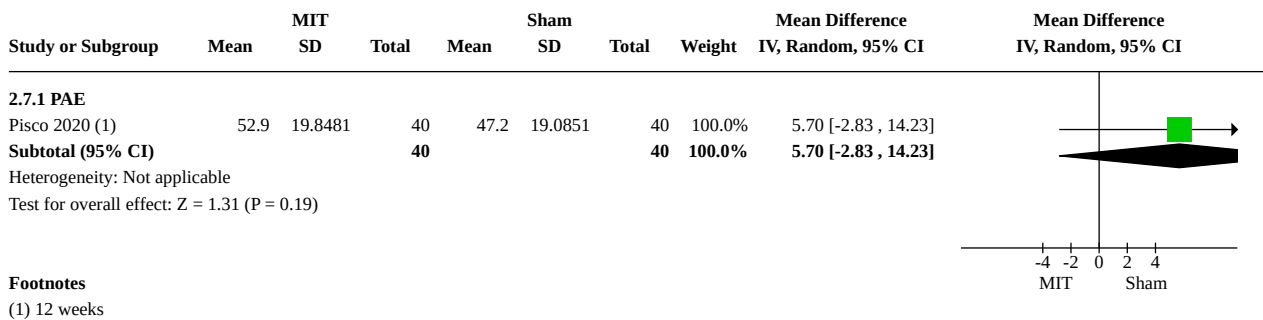 MIT Sham Mean Difference Mean Difference
Study or Subgroup Mean SD Total Mean SD Total Weight IV, Random, 95% CI IV, Random, 95% CI
2.7.1 PAE
Pisco 2020 (1) 52.9 19.8481 40 47.2 19.0851 40 100.0% 5.70 [-2.83 , 14.23]
Subtotal (95% CI) 40 40 100.0% 5.70 [-2.83 , 14.23]
Heterogeneity: Not applicable
Test for overall effect: Z = 1.31 (P = 0.19)
-4 -2 0 2 4
Footnotes MIT Sham
(1) 12 weeks